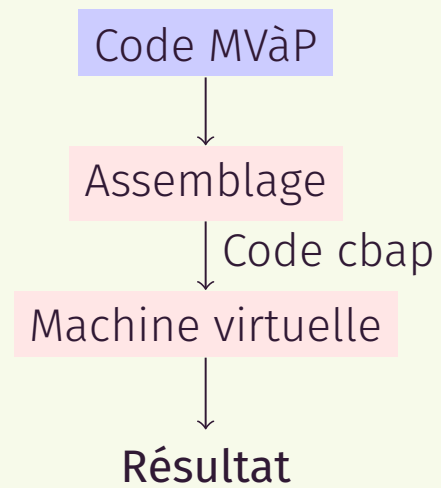 Code MVàP
Assemblage
Code cbap
Machine virtuelle
Résultat